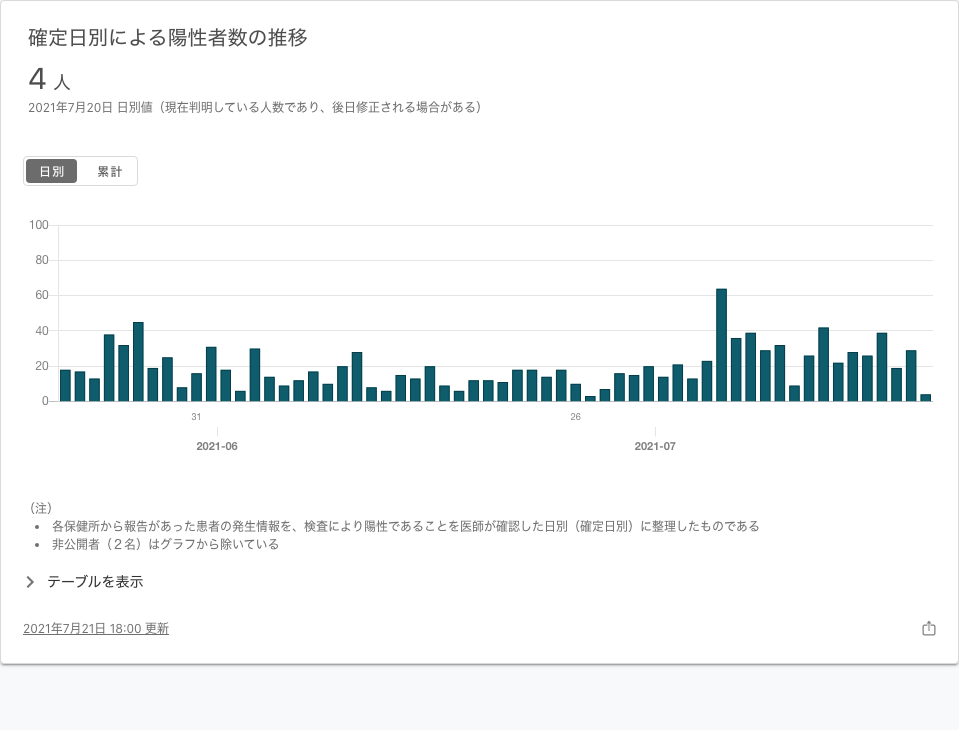 確定日別による陽性者数の推移
4 人
2021年7月20日 日別値（現在判明している人数であり、後日修正される場合がある）
日別 累計
100
80
60
40
20
0
31 26
2021-06 2021-07
（注）
• 各保健所から報告があった患者の発生情報を、検査により陽性であることを医師が確認した日別（確定日別）に整理したものである
• 非公開者（２名）はグラフから除いている
テーブルを表示
2021年7月21日 18:00 更新